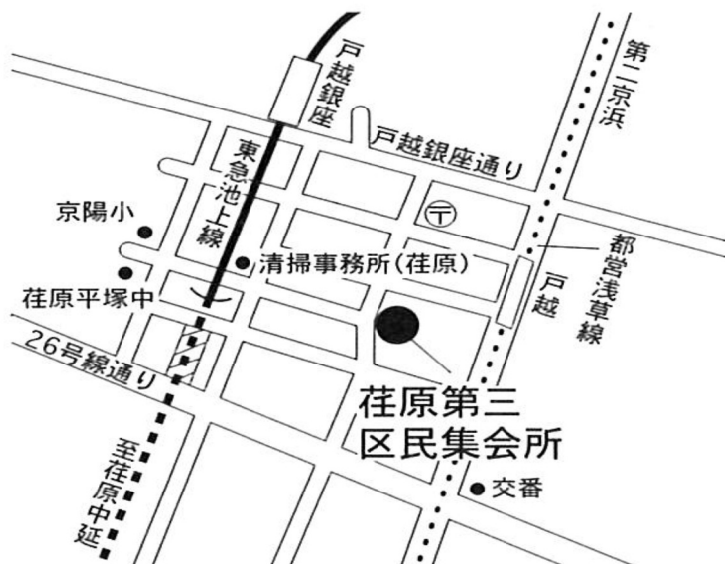 戸越銀座
第二京浜
戸越銀座通り
東急池上線
〒
京陽小
清掃事務所(荏原)
都営浅草線
戸越
荏原平塚中
26号線通り
荏原第三
区民集会所
至荏原中延
交番